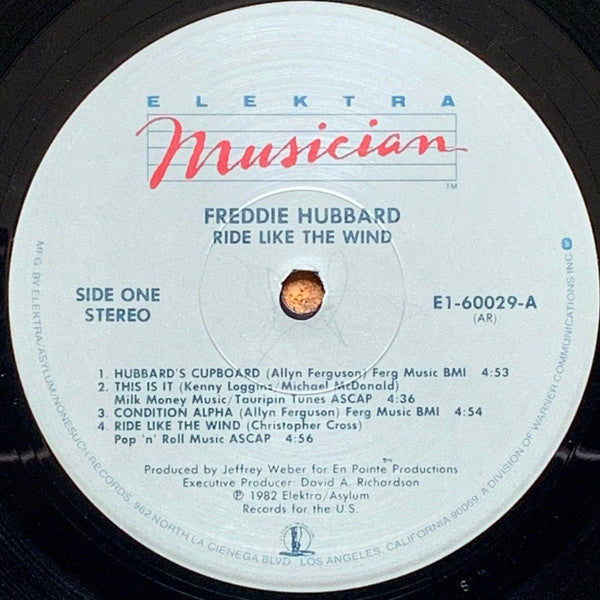 ELEKTRA
Musician
TM
FREDDIE HUBBARD
RIDE LIKE THE WIND
SIDE ONE
STEREO
E1-60029-A
(AR)
1. HUBBARD'S CUPBOARD (Allyn Ferguson) Ferg Music BMI 4:53
2. THIS IS IT (Kenny Loggins/Michael McDonald)
Milk Money Music/Tauripin Tunes ASCAP 4:36
3. CONDITION ALPHA (Allyn Ferguson) Ferg Music BMI 4:54
4. RIDE LIKE THE WIND (Christopher Cross)
Pop 'n' Roll Music ASCAP 4:56
Produced by Jeffrey Weber for En Pointe Productions
Executive Producer: David A. Richardson
℗ 1982 Elektra/Asylum
Records for the U.S.
MFG. BY ELEKTRA/ASYLUM/NONESUCH RECORDS, 962 NORTH LA CIENEGA BLVD., LOS ANGELES, CALIFORNIA 90069. A DIVISION OF WARNER COMMUNICATIONS INC.
S